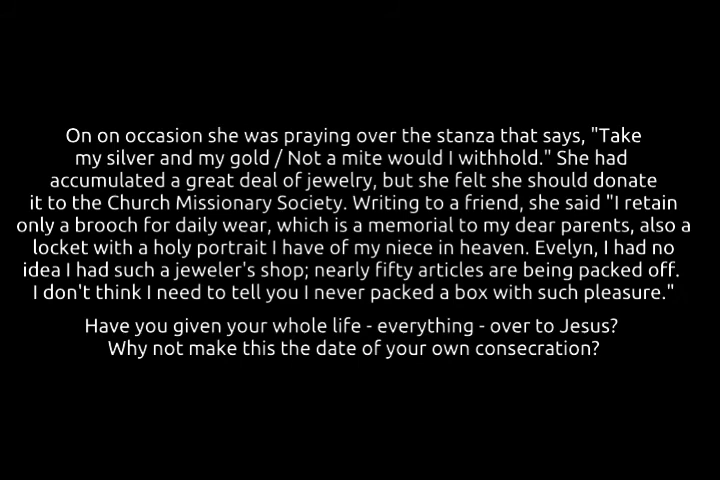 On on occasion she was praying over the stanza that says, "Take
my silver and my gold / Not a mite would I withhold." She had
accumulated a great deal of jewelry, but she felt she should donate
it to the Church Missionary Society. Writing to a friend, she said "I retain
only a brooch for daily wear, which is a memorial to my dear parents, also a
locket with a holy portrait I have of my niece in heaven. Evelyn, I had no
idea I had such a jeweler's shop; nearly fifty articles are being packed off.
I don't think I need to tell you I never packed a box with such pleasure."
Have you given your whole life - everything - over to Jesus?
Why not make this the date of your own consecration?